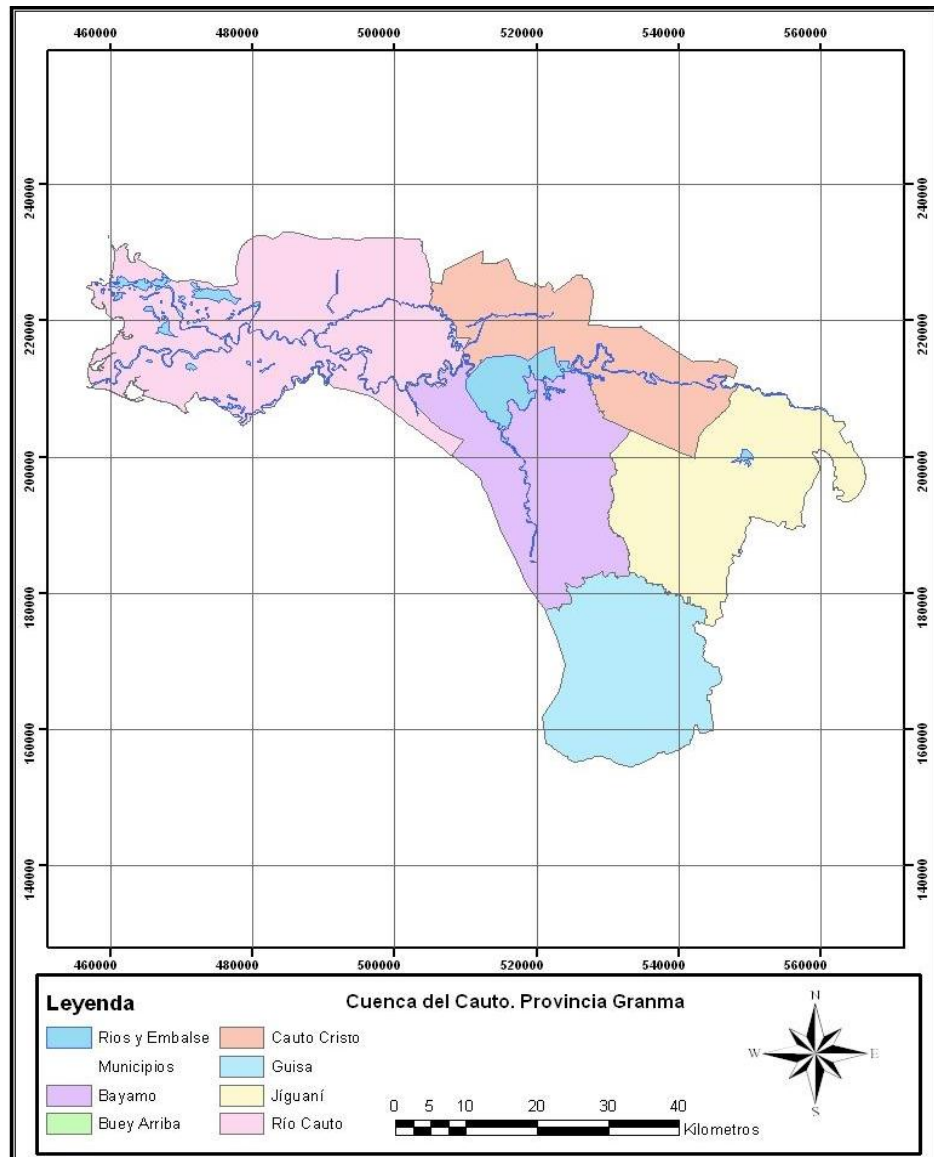 460000 480000 500000 520000 540000 560000
240000 240000
220000 220000
200000 200000
180000 180000
160000 160000
140000 140000
460000 480000 500000 520000 540000 560000
Leyenda
Cuenca del Cauto. Provincia Granma
Rios y Embalse
Municipios
Bayamo
Buey Arriba
Cauto Cristo
Guisa
Jíguaní
Río Cauto
0 5 10 20 30 40
Kilometros
N
W E
S